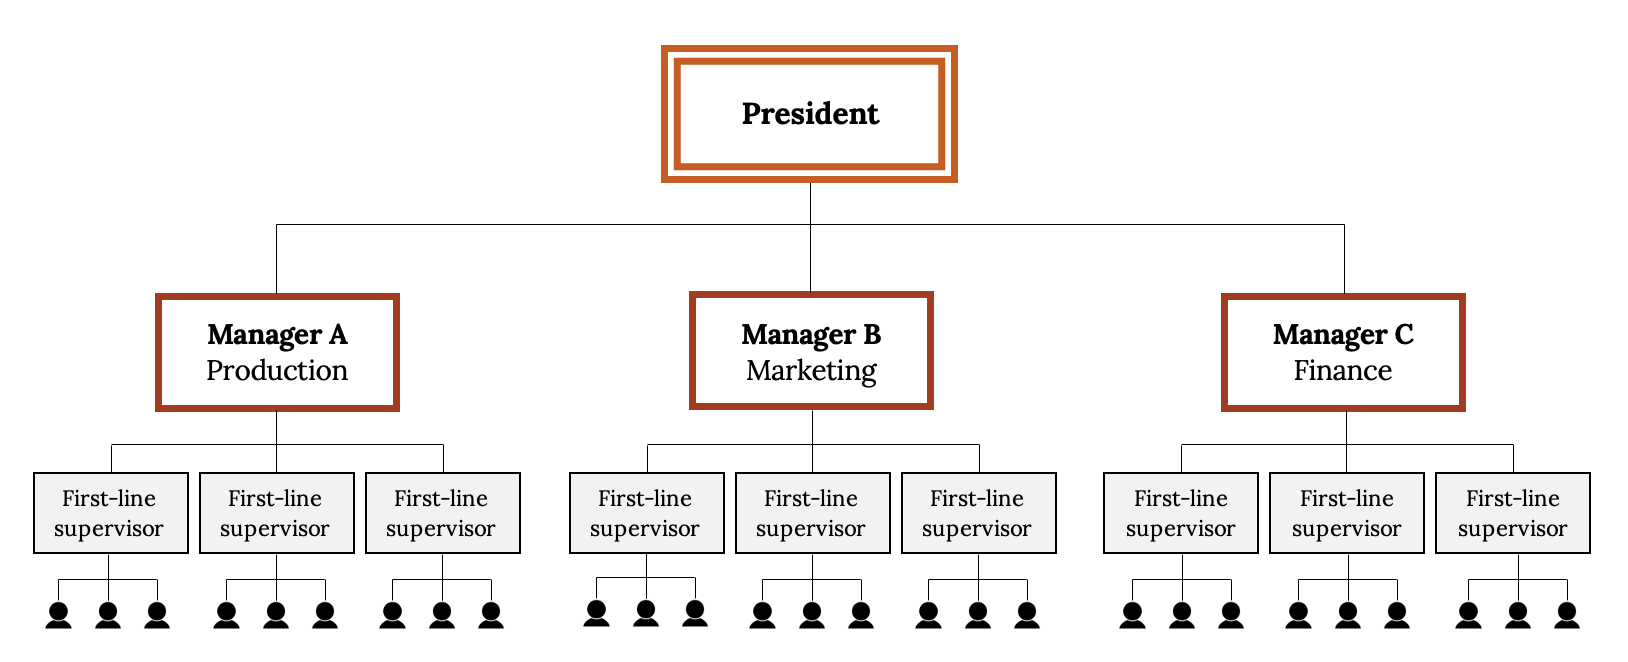 President
Manager A
Production
Manager B
Marketing
Manager C
Finance
First-line
supervisor
First-line
supervisor
First-line
supervisor
First-line
supervisor
First-line
supervisor
First-line
supervisor
First-line
supervisor
First-line
supervisor
First-line
supervisor